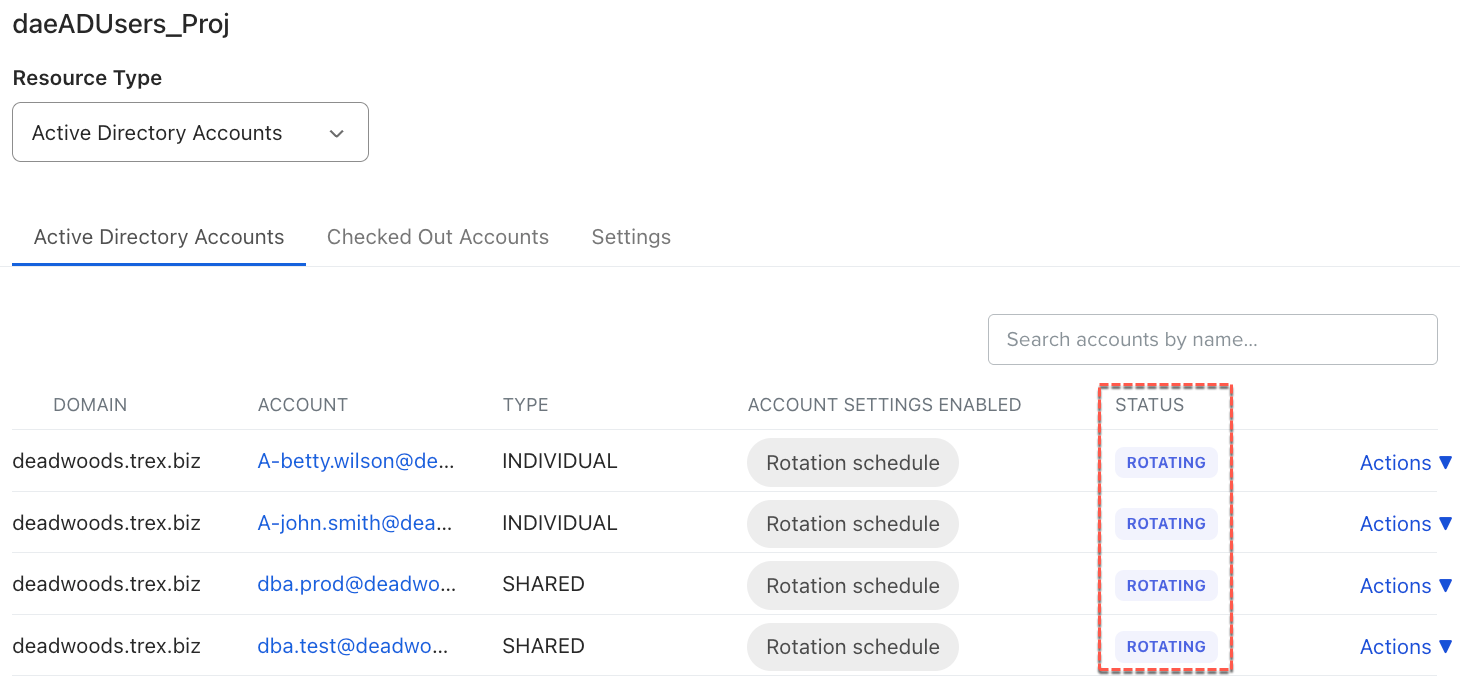 daeADUsers_Proj
Resource Type
Active Directory Accounts
Active Directory Accounts Checked Out Accounts Settings
Search accounts by name...
DOMAIN ACCOUNT TYPE ACCOUNT SETTINGS ENABLED STATUS
deadwoods.trex.biz A-betty.wilson@de... INDIVIDUAL Rotation schedule ROTATING Actions ▼
deadwoods.trex.biz A-john.smith@dea... INDIVIDUAL Rotation schedule ROTATING Actions ▼
deadwoods.trex.biz dba.prod@deadwo... SHARED Rotation schedule ROTATING Actions ▼
deadwoods.trex.biz dba.test@deadwo... SHARED Rotation schedule ROTATING Actions ▼